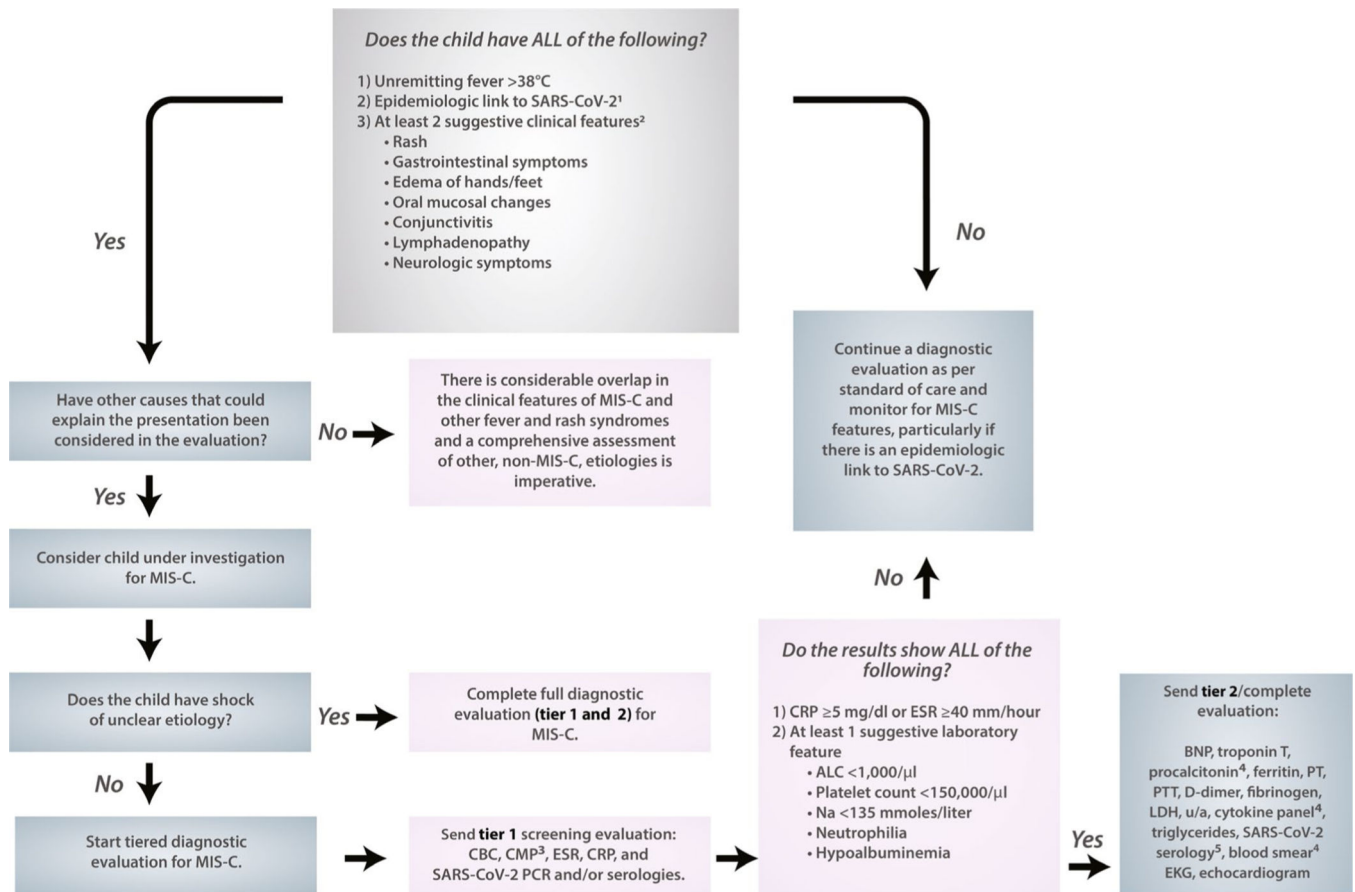 Does the child have ALL of the following?
1) Unremitting fever >38°C
2) Epidemiologic link to SARS-CoV-2¹
3) At least 2 suggestive clinical features²
• Rash
• Gastrointestinal symptoms
• Edema of hands/feet
• Oral mucosal changes
• Conjunctivitis
• Lymphadenopathy
• Neurologic symptoms
Yes
No
Have other causes that could
explain the presentation been
considered in the evaluation?
No
There is considerable overlap in
the clinical features of MIS-C and
other fever and rash syndromes
and a comprehensive assessment
of other, non-MIS-C, etiologies is
imperative.
Continue a diagnostic
evaluation as per
standard of care and
monitor for MIS-C
features, particularly if
there is an epidemiologic
link to SARS-CoV-2.
Yes
Consider child under investigation
for MIS-C.
Does the child have shock
of unclear etiology?
Yes
Complete full diagnostic
evaluation (tier 1 and 2) for
MIS-C.
No
Start tiered diagnostic
evaluation for MIS-C.
Send tier 1 screening evaluation:
CBC, CMP³, ESR, CRP, and
SARS-CoV-2 PCR and/or serologies.
No
Do the results show ALL of the
following?
1) CRP ≥5 mg/dl or ESR ≥40 mm/hour
2) At least 1 suggestive laboratory
feature
• ALC <1,000/μl
• Platelet count <150,000/μl
• Na <135 mmoles/liter
• Neutrophilia
• Hypoalbuminemia
Yes
Send tier 2/complete
evaluation:
BNP, troponin T,
procalcitonin⁴, ferritin, PT,
PTT, D-dimer, fibrinogen,
LDH, u/a, cytokine panel⁴,
triglycerides, SARS-CoV-2
serology⁵, blood smear⁴
EKG, echocardiogram